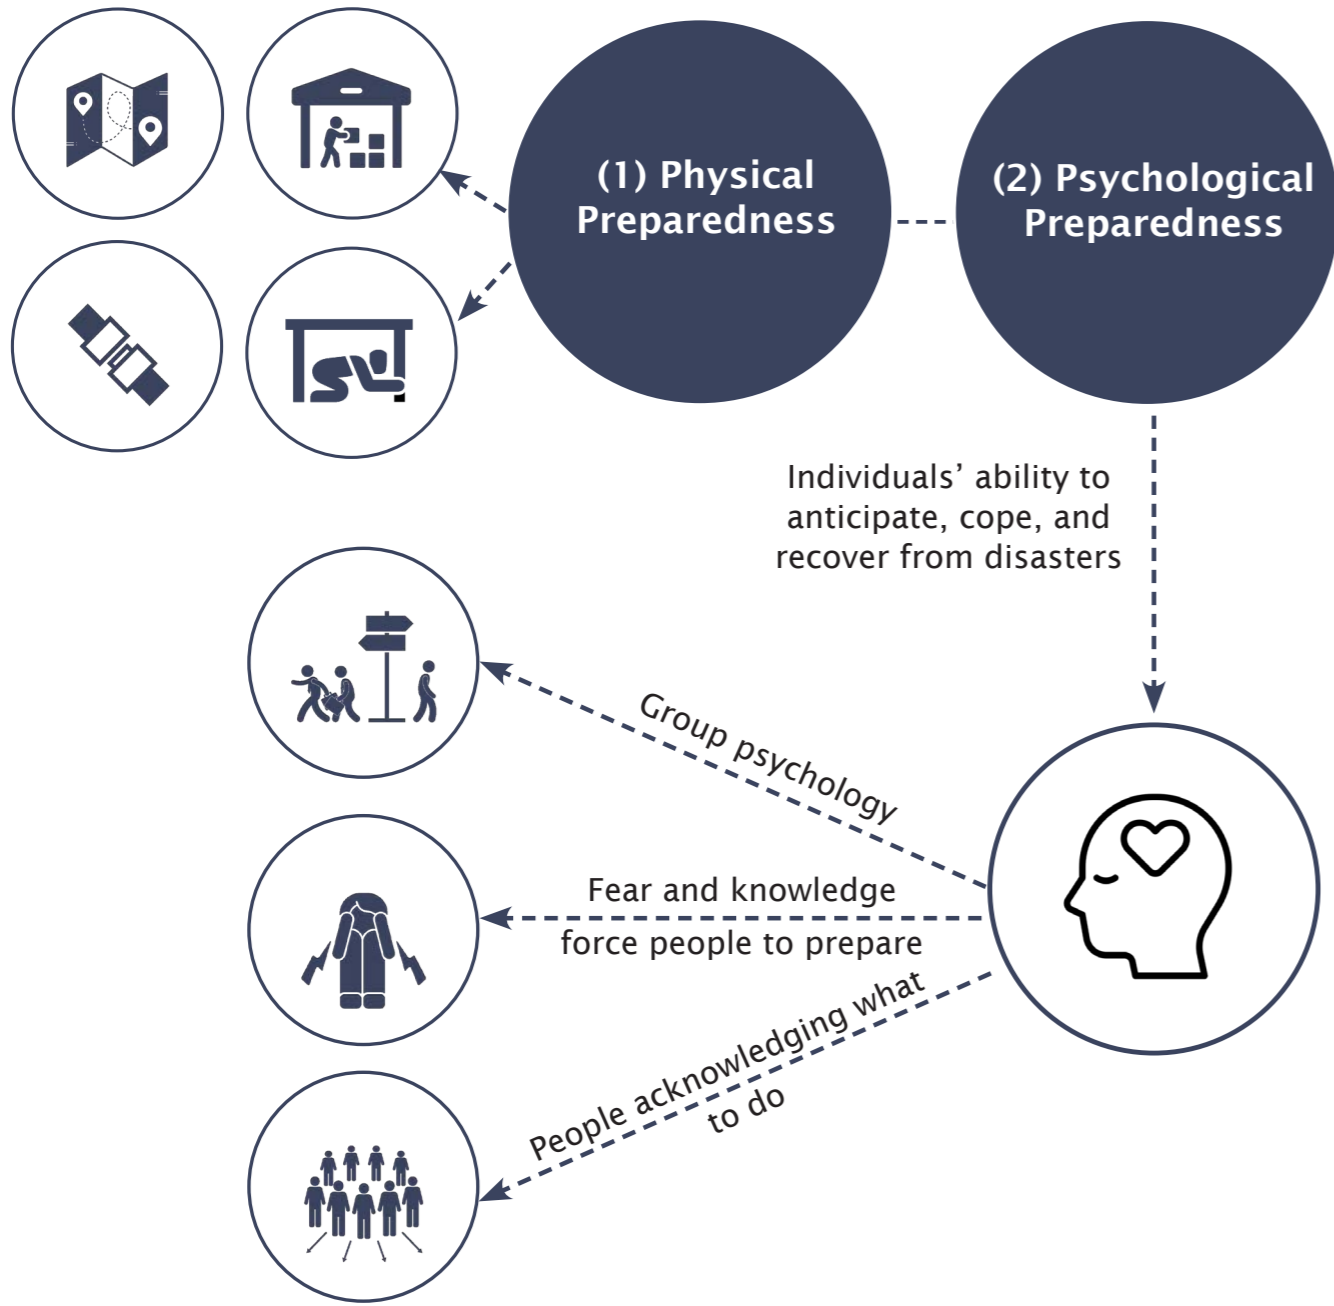 (1) Physical
Preparedness
(2) Psychological
Preparedness
Individuals’ ability to
anticipate, cope, and
recover from disasters
Group psychology
Fear and knowledge
force people to prepare
People acknowledging what
to do